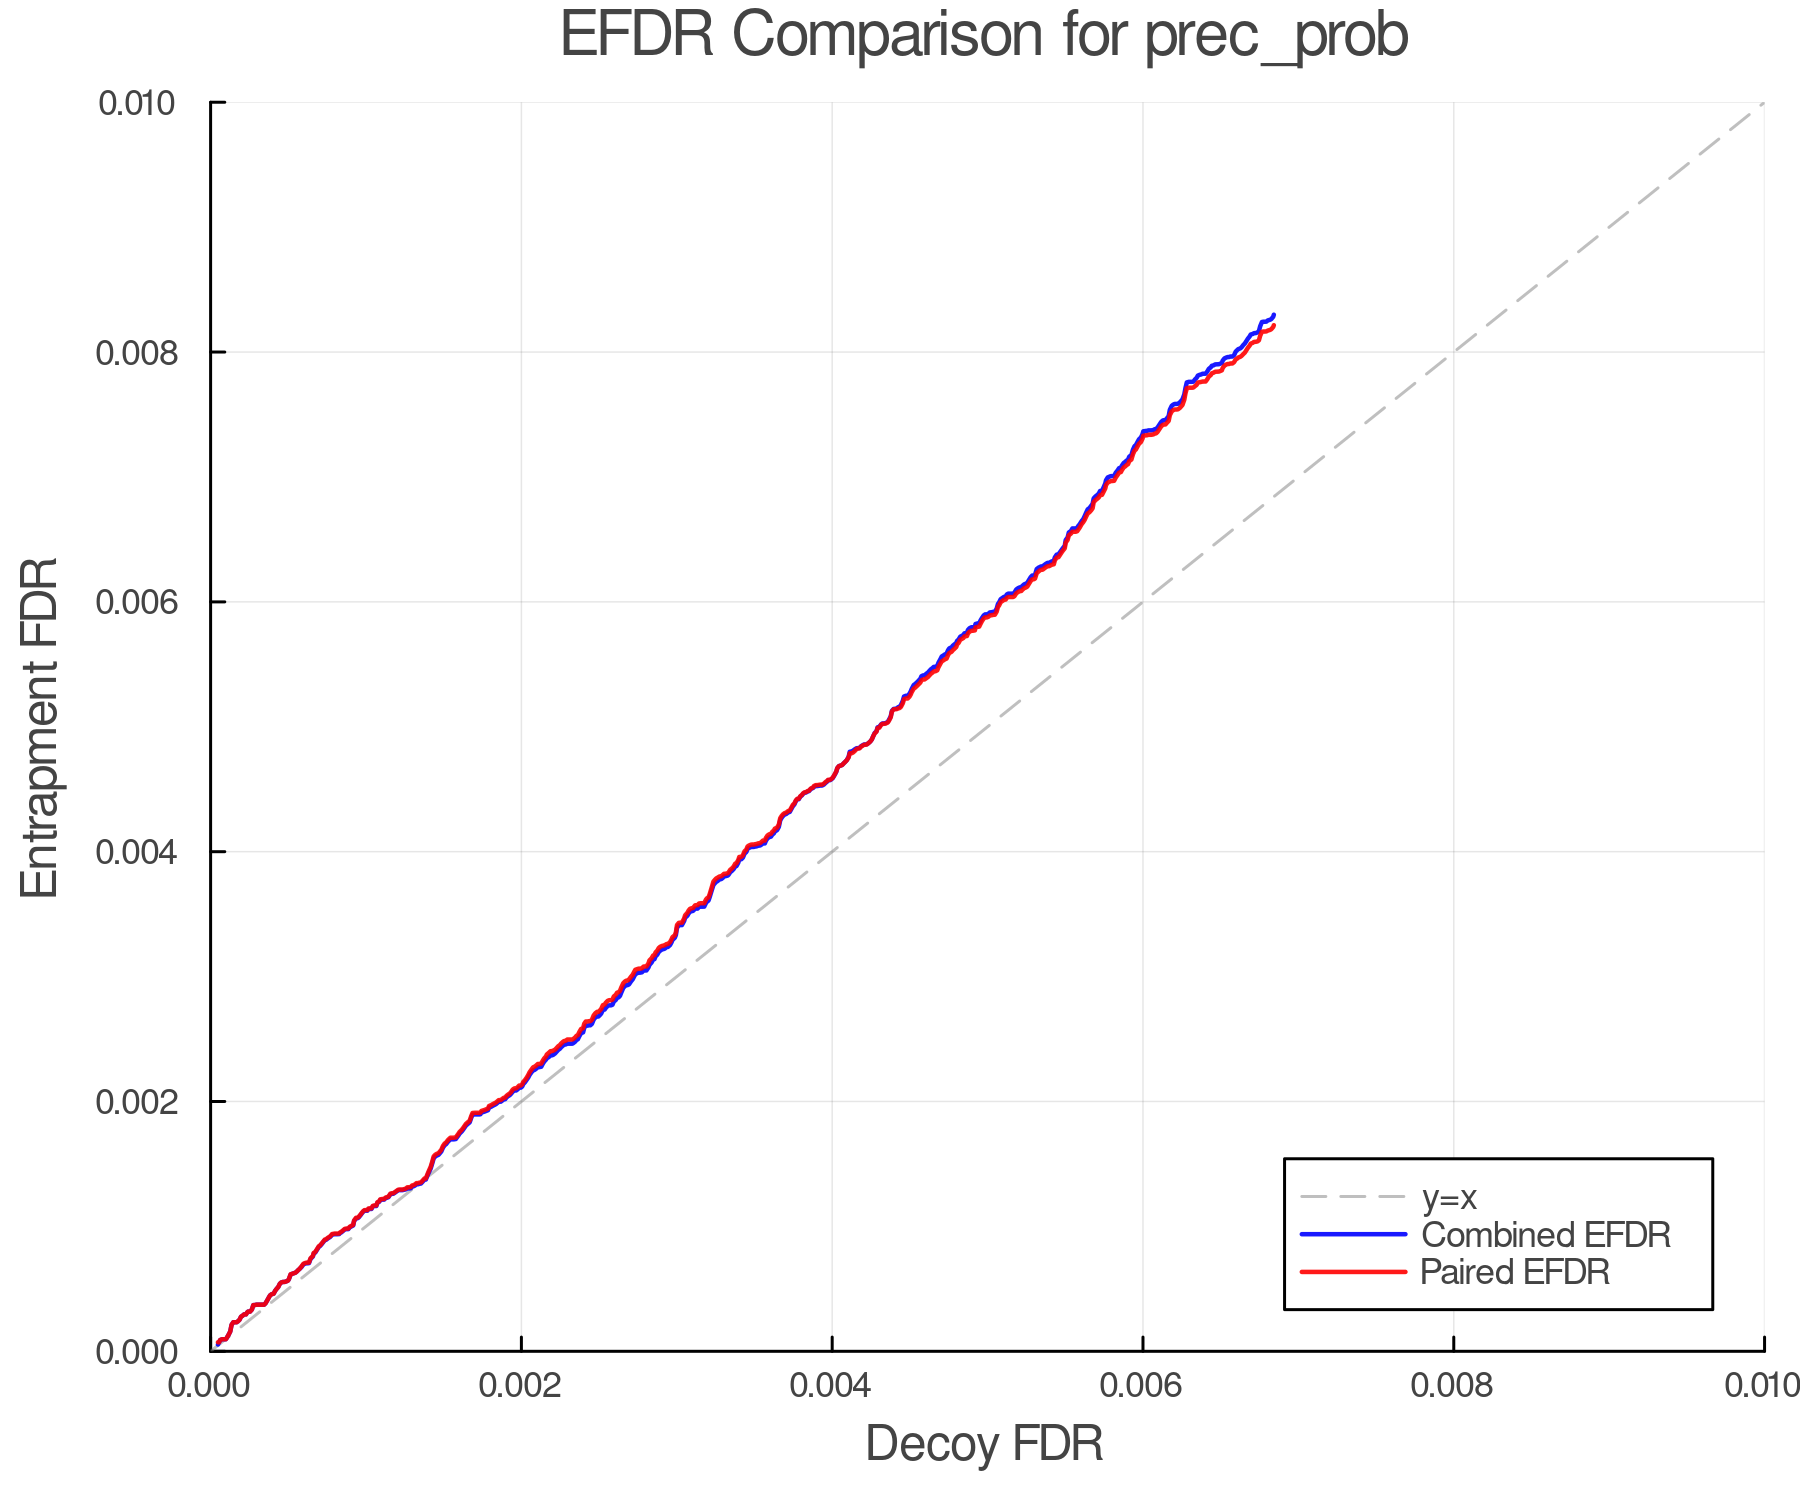 EFDR Comparison for prec_prob
0.010
0.008
0.006
0.004
0.002
0.000
Entrapment FDR
y=x
Combined EFDR
Paired EFDR
0.000 0.002 0.004 0.006 0.008 0.010
Decoy FDR